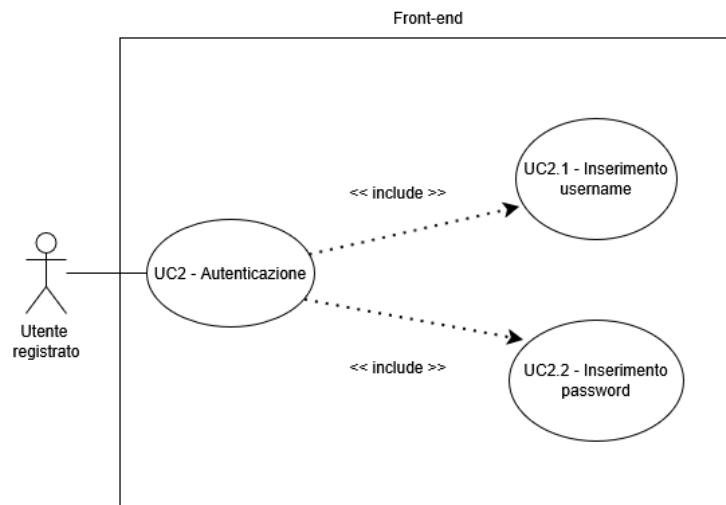 Front-end
UC2.1 - Inserimento
username
<< include >>
UC2 - Autenticazione
Utente
registrato
<< include >>
UC2.2 - Inserimento
password